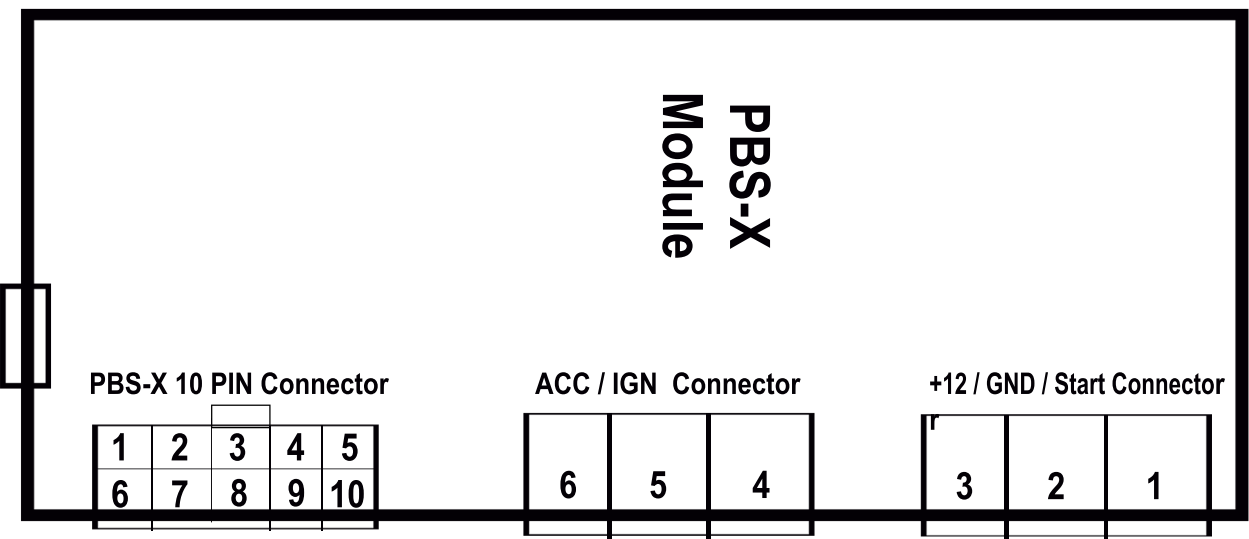 PBS-X
Module
PBS-X 10 PIN Connector
ACC / IGN Connector
+12 / GND / Start Connector
r
1 2 3 4 5
6 7 8 9 10
6 5 4
3 2 1